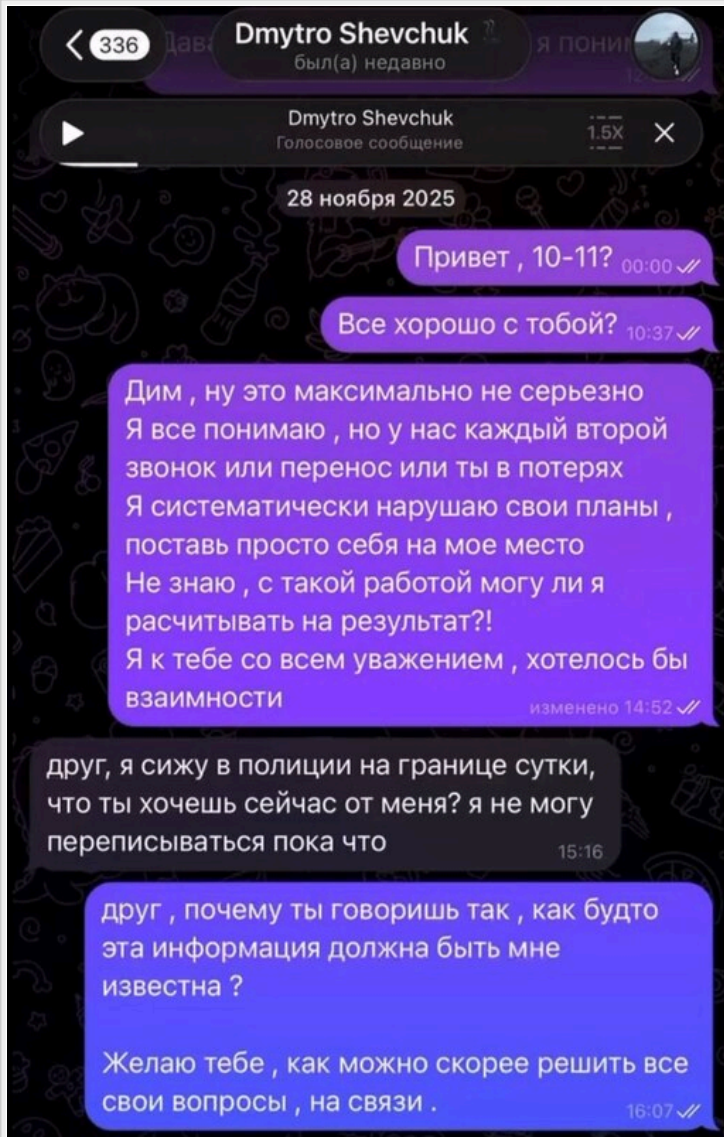 336
Dmytro Shevchuk
был(а) недавно
Dmytro Shevchuk
Голосовое сообщение
1.5X
28 ноября 2025
Привет , 10-11? 00:00
Все хорошо с тобой? 10:37
Дим , ну это максимально не серьезно
Я все понимаю , но у нас каждый второй
звонок или перенос или ты в потерях
Я систематически нарушаю свои планы ,
поставь просто себя на мое место
Не знаю , с такой работой могу ли я
расчитывать на результат?!
Я к тебе со всем уважением , хотелось бы
взаимности изменено 14:52
друг, я сижу в полиции на границе сутки,
что ты хочешь сейчас от меня? я не могу
переписываться пока что 15:16
друг , почему ты говоришь так , как будто
эта информация должна быть мне
известна ?
Желаю тебе , как можно скорее решить все
свои вопросы , на связи . 16:07